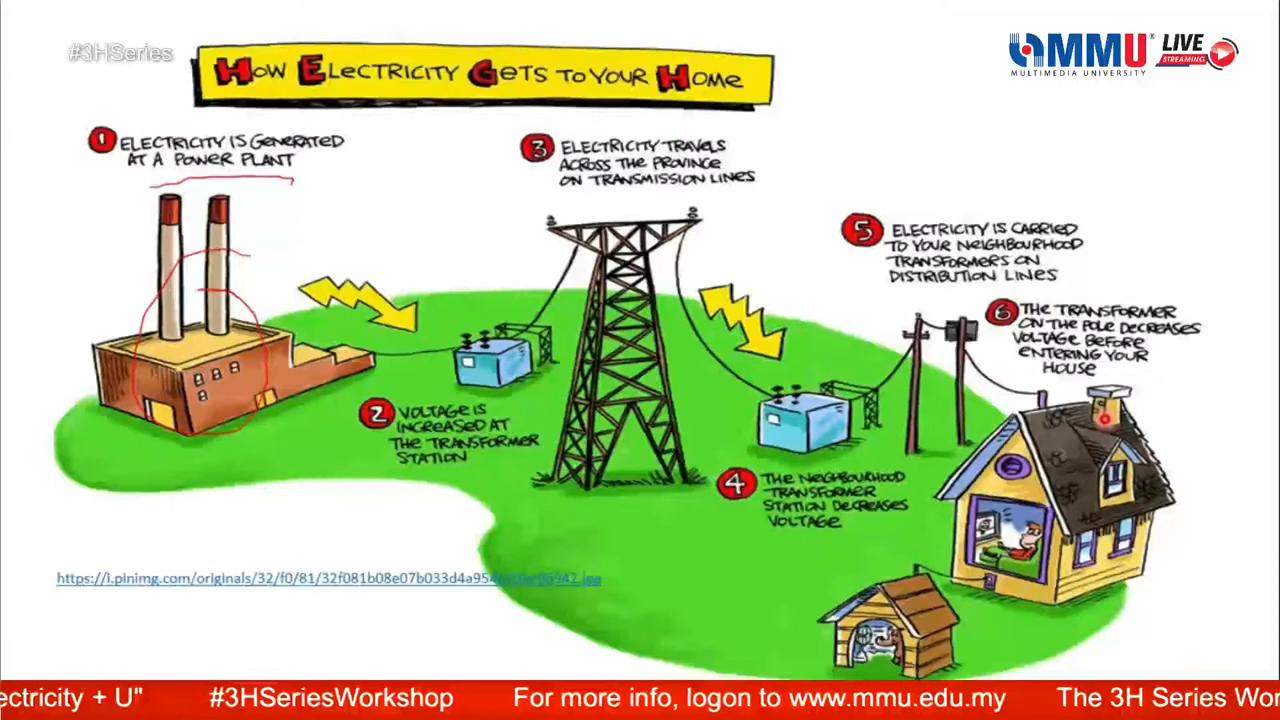 #3HSeries
MMU
LIVE
STREAMING
MULTIMEDIA UNIVERSITY
HOW ELECTRICITY GETS TO YOUR HOME
1 ELECTRICITY IS GENERATED
AT A POWER PLANT
3 ELECTRICITY TRAVELS
ACROSS THE PROVINCE
ON TRANSMISSION LINES
5 ELECTRICITY IS CARRIED
TO YOUR NEIGHBOURHOOD
TRANSFORMERS ON
DISTRIBUTION LINES
6 THE TRANSFORMER
ON THE POLE DECREASES
VOLTAGE BEFORE
ENTERING YOUR
HOUSE
2 VOLTAGE IS
INCREASED AT
THE TRANSFORMER
STATION
4 THE NEIGHBOURHOOD
TRANSFORMER
STATION DECREASES
VOLTAGE
ectricity + U" #3HSeriesWorkshop For more info, logon to www.mmu.edu.my The 3H Series Wor